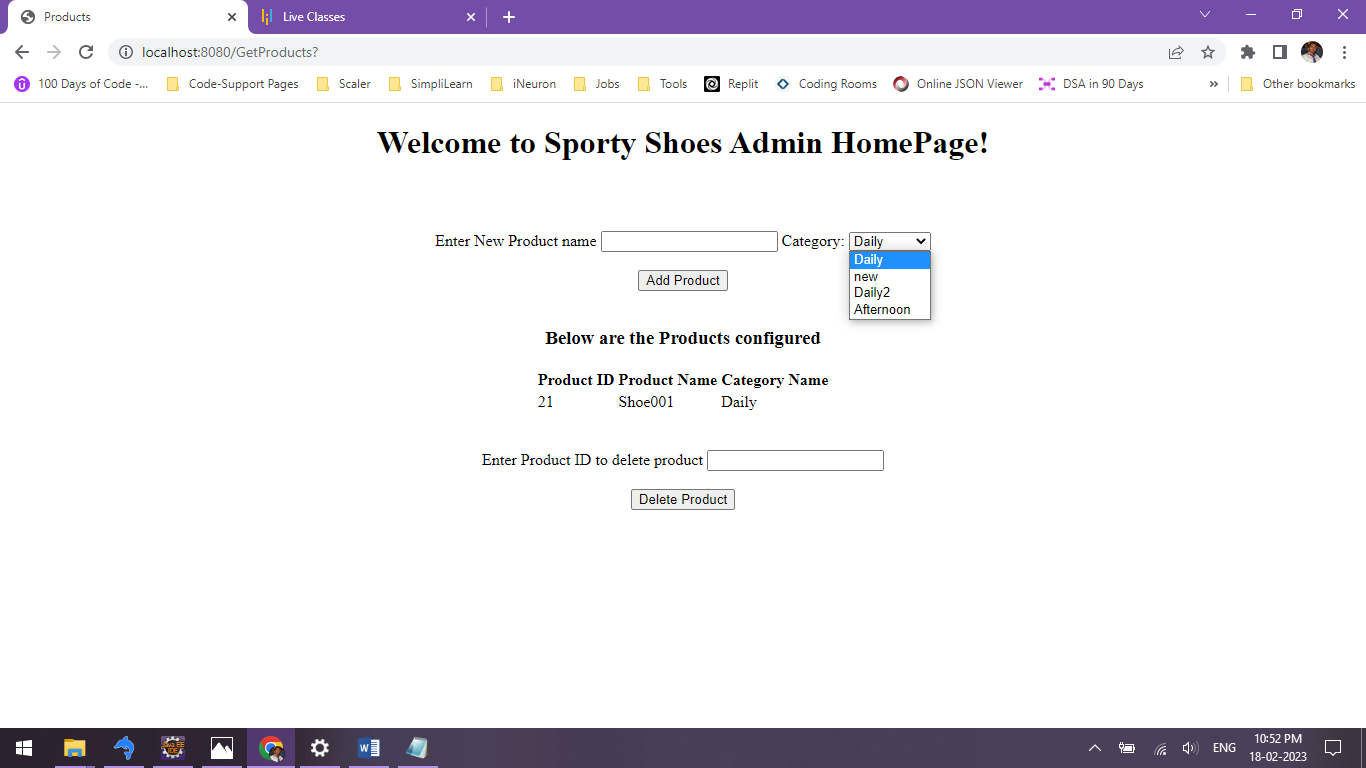 Products
Live Classes
localhost:8080/GetProducts?
100 Days of Code -... Code-Support Pages Scaler SimpliLearn iNeuron Jobs Tools Replit Coding Rooms Online JSON Viewer DSA in 90 Days » Other bookmarks
Welcome to Sporty Shoes Admin HomePage!
Enter New Product name Category: Daily
Daily
new
Daily2
Afternoon
Add Product
Below are the Products configured
Product ID Product Name Category Name
21 Shoe001 Daily
Enter Product ID to delete product
Delete Product
ENG
10:52 PM
18-02-2023